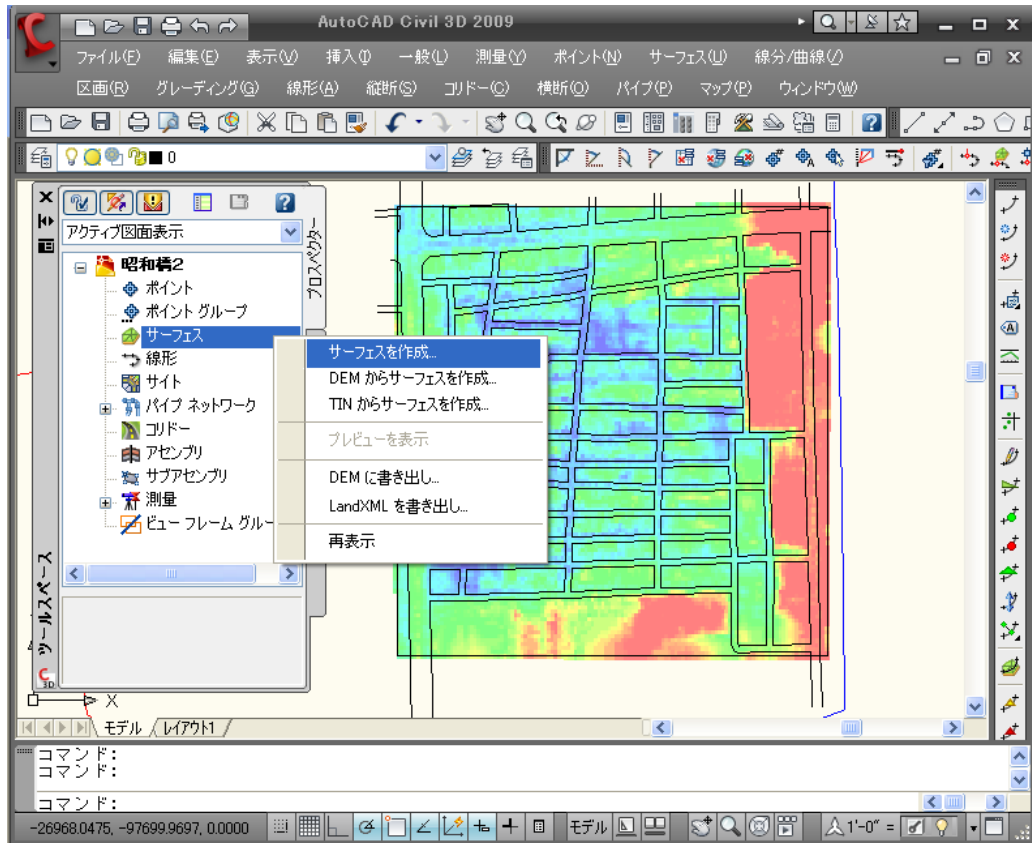 AutoCAD Civil 3D 2009
ファイル(F) 編集(E) 表示(V) 挿入(I) 一般(L) 測量(Y) ポイント(N) サーフェス(U) 線分/曲線(/)
区画(R) グレーディング(G) 線形(A) 縦断(S) コリドー(C) 横断(O) パイプ(P) マップ(P) ウィンドウ(W)
0
アクティブ図面表示
プロスペクター
昭和橋2
ポイント
ポイント グループ
サーフェス
線形
サイト
パイプ ネットワーク
コリドー
アセンブリ
サブアセンブリ
測量
ビュー フレーム グルー
サーフェスを作成...
DEM からサーフェスを作成...
TIN からサーフェスを作成...
プレビューを表示
DEM に書き出し...
LandXML を書き出し...
再表示
ツールスペース
3D
X
モデル レイアウト1
コマンド:
コマンド:
コマンド:
-26968.0475, -97699.9697, 0.0000 モデル 1'-0" =